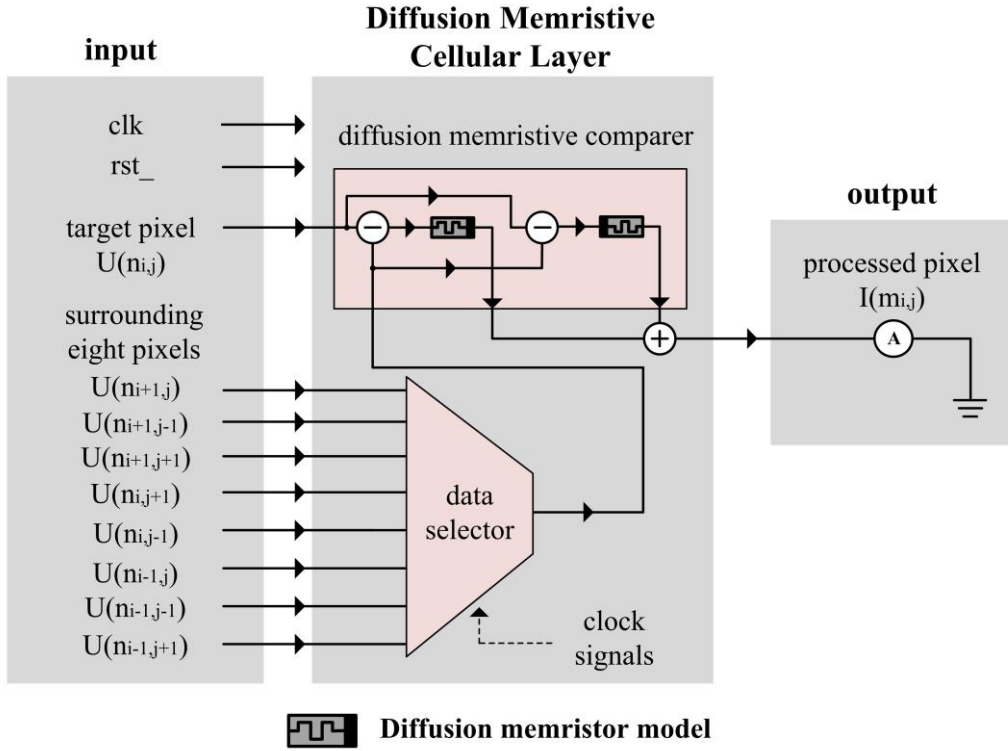 input
Diffusion Memristive
Cellular Layer
clk
rst_
diffusion memristive comparer
target pixel
U(ni,j)
output
processed pixel
I(mi,j)
A
surrounding
eight pixels
U(ni+1,j)
U(ni+1,j-1)
U(ni+1,j+1)
U(ni,j+1)
U(ni,j-1)
U(ni-1,j)
U(ni-1,j-1)
U(ni-1,j+1)
data
selector
clock
signals
Diffusion memristor model